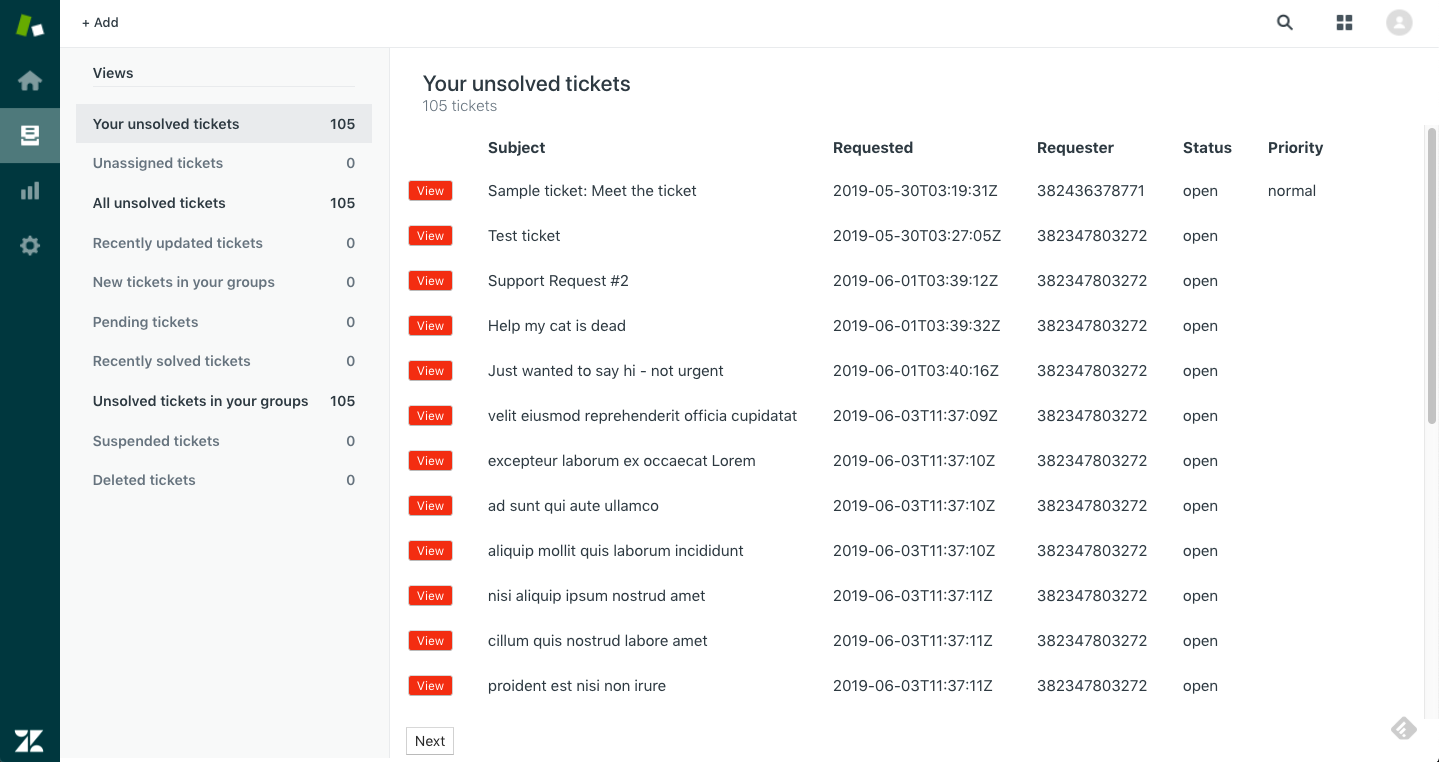 + Add
Views
Your unsolved tickets 105
Unassigned tickets 0
All unsolved tickets 105
Recently updated tickets 0
New tickets in your groups 0
Pending tickets 0
Recently solved tickets 0
Unsolved tickets in your groups 105
Suspended tickets 0
Deleted tickets 0
Your unsolved tickets
105 tickets
Subject Requested Requester Status Priority
View Sample ticket: Meet the ticket 2019-05-30T03:19:31Z 382436378771 open normal
View Test ticket 2019-05-30T03:27:05Z 382347803272 open
View Support Request #2 2019-06-01T03:39:12Z 382347803272 open
View Help my cat is dead 2019-06-01T03:39:32Z 382347803272 open
View Just wanted to say hi - not urgent 2019-06-01T03:40:16Z 382347803272 open
View velit eiusmod reprehenderit officia cupidatat 2019-06-03T11:37:09Z 382347803272 open
View excepteur laborum ex occaecat Lorem 2019-06-03T11:37:10Z 382347803272 open
View ad sunt qui aute ullamco 2019-06-03T11:37:10Z 382347803272 open
View aliquip mollit quis laborum incididunt 2019-06-03T11:37:10Z 382347803272 open
View nisi aliquip ipsum nostrud amet 2019-06-03T11:37:11Z 382347803272 open
View cillum quis nostrud labore amet 2019-06-03T11:37:11Z 382347803272 open
View proident est nisi non irure 2019-06-03T11:37:11Z 382347803272 open
Next